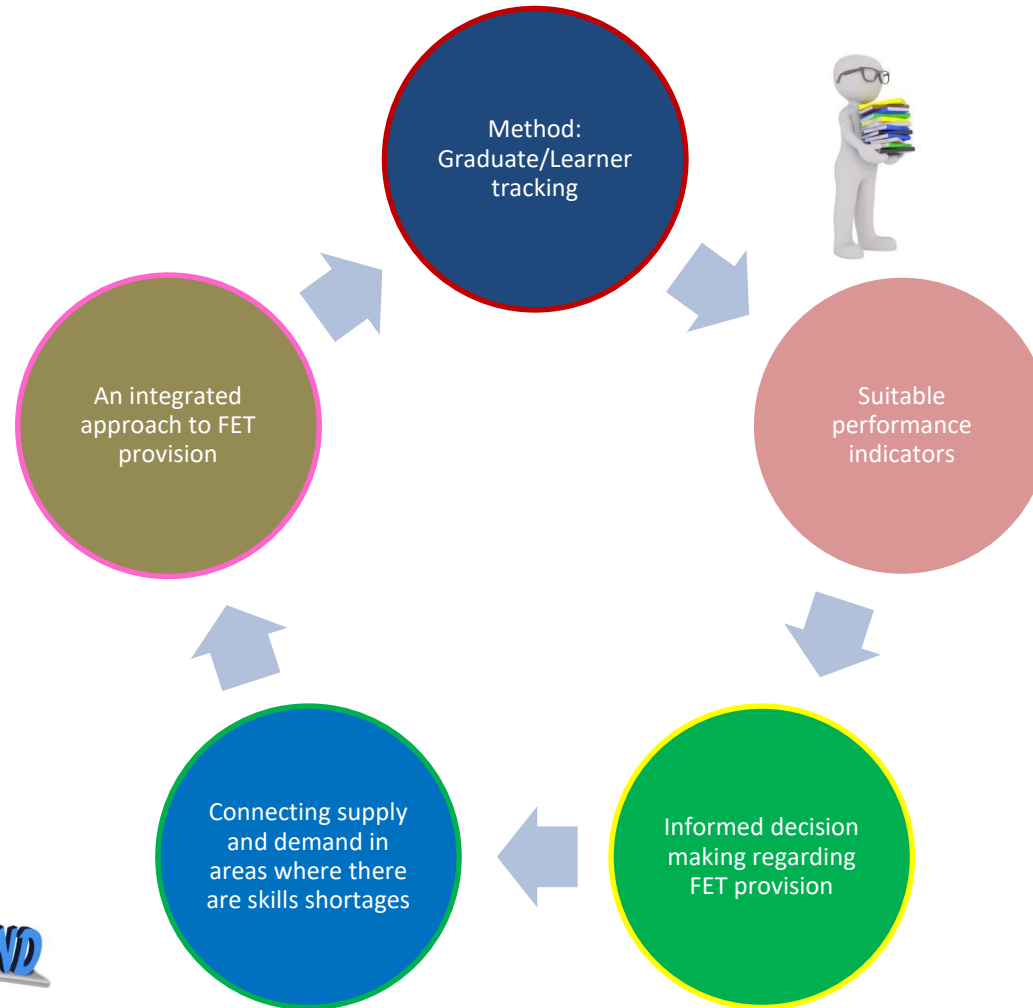 Method:
Graduate/Learner
tracking
Suitable
performance
indicators
Informed decision
making regarding
FET provision
Connecting supply
and demand in
areas where there
are skills shortages
An integrated
approach to FET
provision